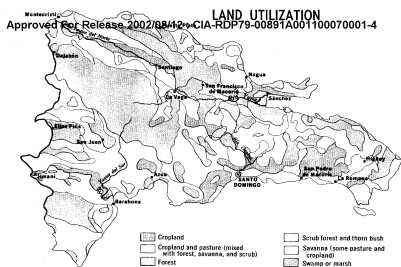 LAND UTILIZATION
Approved For Release 2002/08/12 : CIA-RDP79-00891A001100070001-4
Montecristi
Dajabón
Santiago
La Vega
San Francisco
de Macorís
Nagua
Sánchez
Elías Piña
San Juan
Jimaní
Barahona
Azua
SANTO
DOMINGO
San Pedro
de Macorís
La Romana
Higüey
Cropland
Cropland and pasture (mixed
with forest, savanna, and scrub)
Forest
Scrub forest and thorn bush
Savanna (some pasture and
cropland)
Swamp or marsh